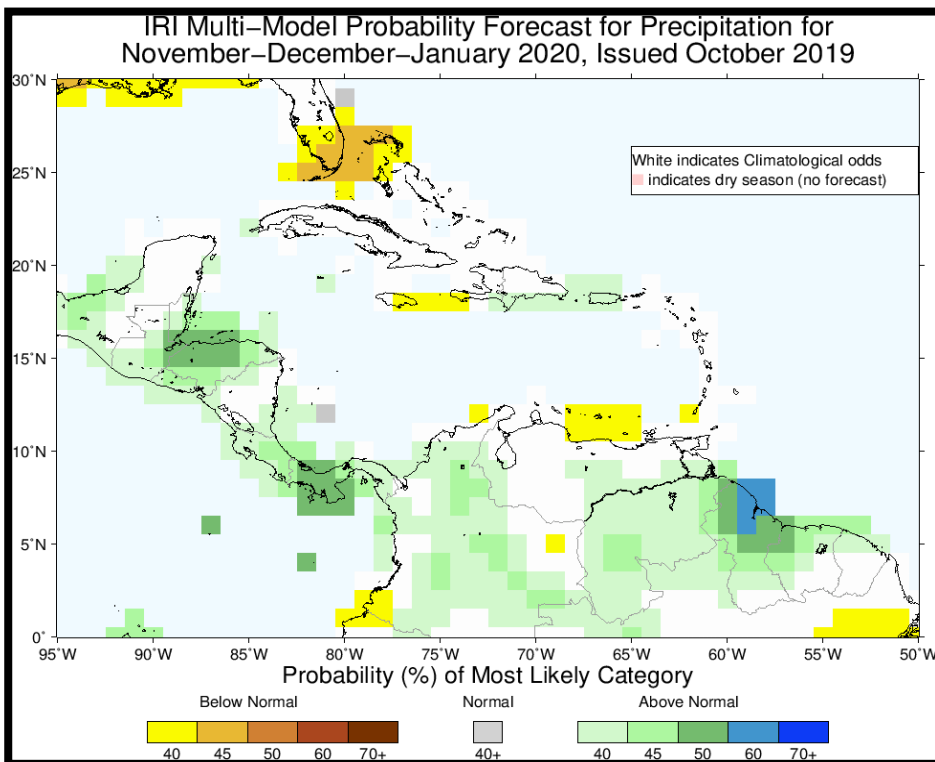 IRI Multi−Model Probability Forecast for Precipitation for
November−December−January 2020, Issued October 2019
30°N
25°N
20°N
15°N
10°N
5°N
0°
White indicates Climatological odds
indicates dry season (no forecast)
95°W 90°W 85°W 80°W 75°W 70°W 65°W 60°W 55°W 50°W
Probability (%) of Most Likely Category
Below Normal Normal Above Normal
40 45 50 60 70+ 40+ 40 45 50 60 70+